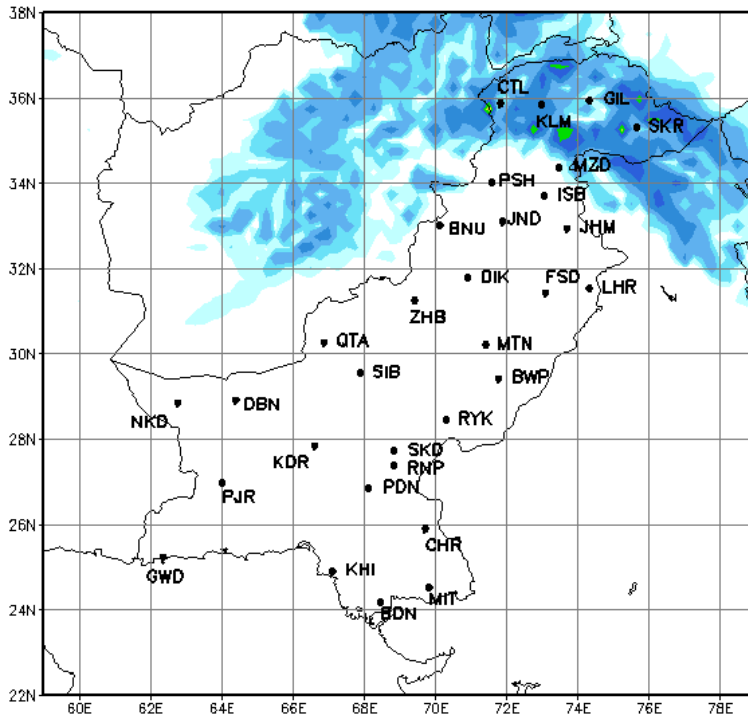 38N
36N
34N
32N
30N
28N
26N
24N
22N
CTL
GIL
KLM
SKR
MZD
PSH
ISB
JND
BNU
JHM
DIK
FSD
LHR
ZHB
QTA
MTN
SIB
BWP
DBN
NKD
RYK
KDR
SKD
RNP
PJR
PDN
CHR
GWD
KHI
MIT
BDN
60E 62E 64E 66E 68E 70E 72E 74E 76E 78E